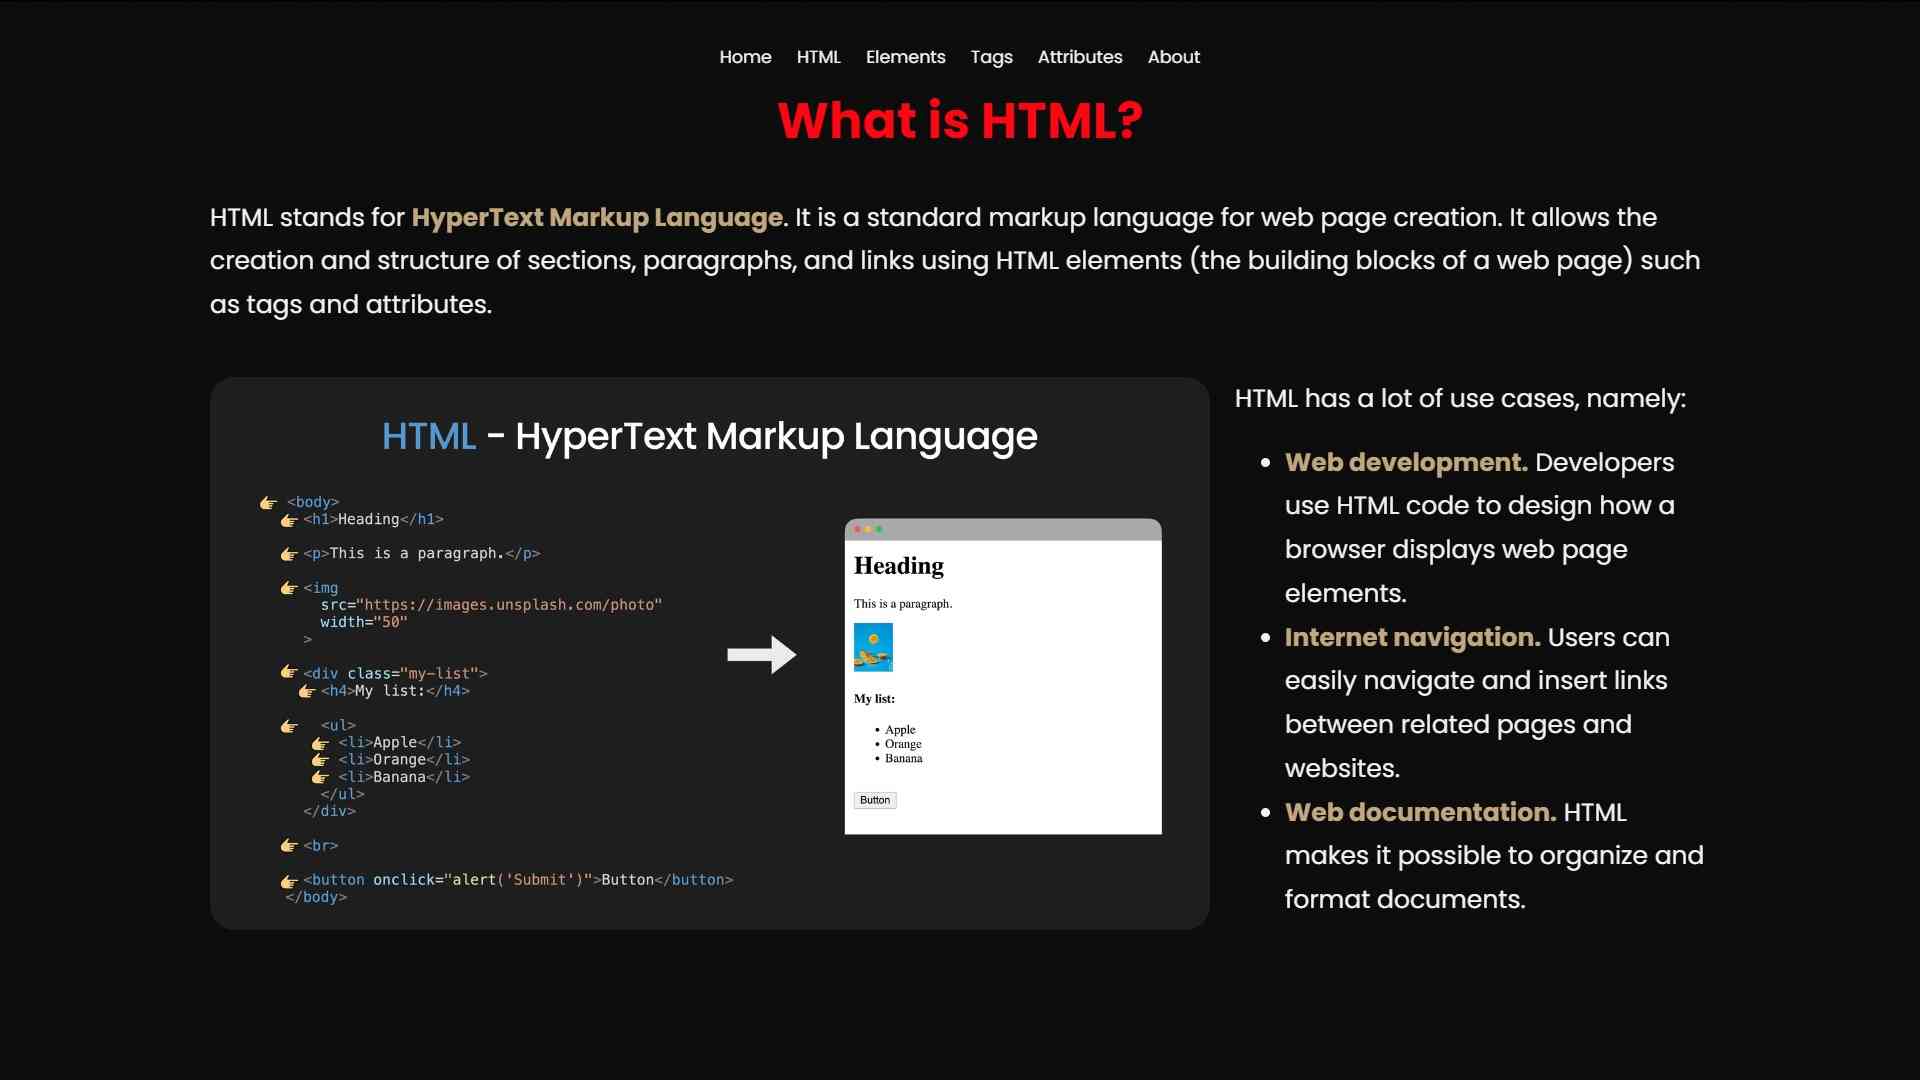 Home HTML Elements Tags Attributes About
What is HTML?
HTML stands for HyperText Markup Language. It is a standard markup language for web page creation. It allows the
creation and structure of sections, paragraphs, and links using HTML elements (the building blocks of a web page) such
as tags and attributes.
HTML - HyperText Markup Language
<body>
<h1>Heading</h1>
<p>This is a paragraph.</p>
<img
src="https://images.unsplash.com/photo"
width="50"
>
<div class="my-list">
<h4>My list:</h4>
<ul>
<li>Apple</li>
<li>Orange</li>
<li>Banana</li>
</ul>
</div>
<br>
<button onclick="alert('Submit')">Button</button>
</body>
Heading
This is a paragraph.
My list:
• Apple
• Orange
• Banana
Button
HTML has a lot of use cases, namely:
• Web development. Developers
use HTML code to design how a
browser displays web page
elements.
• Internet navigation. Users can
easily navigate and insert links
between related pages and
websites.
• Web documentation. HTML
makes it possible to organize and
format documents.